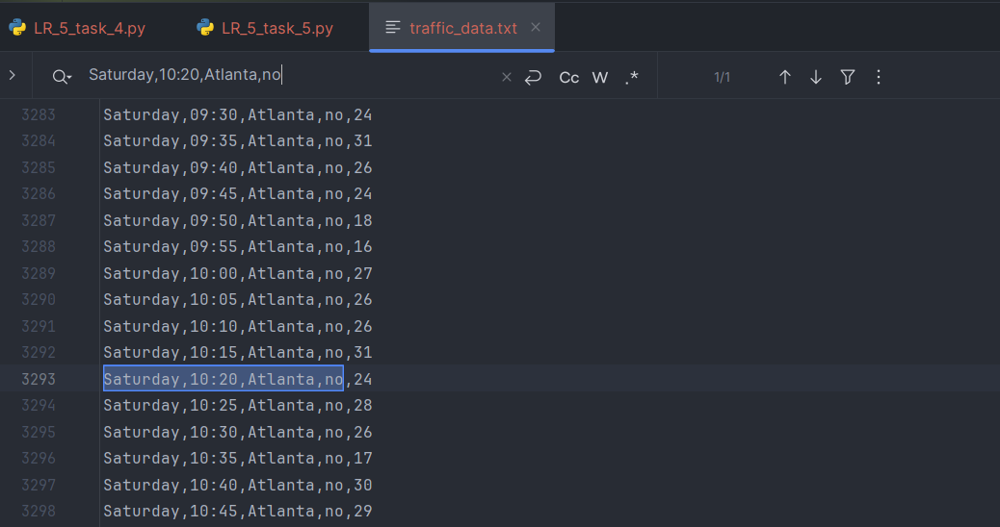 LR_5_task_4.py LR_5_task_5.py traffic_data.txt
Saturday,10:20,Atlanta,no Cc W .* 1/1
3283 Saturday,09:30,Atlanta,no,24
3284 Saturday,09:35,Atlanta,no,31
3285 Saturday,09:40,Atlanta,no,26
3286 Saturday,09:45,Atlanta,no,24
3287 Saturday,09:50,Atlanta,no,18
3288 Saturday,09:55,Atlanta,no,16
3289 Saturday,10:00,Atlanta,no,27
3290 Saturday,10:05,Atlanta,no,26
3291 Saturday,10:10,Atlanta,no,26
3292 Saturday,10:15,Atlanta,no,31
3293 Saturday,10:20,Atlanta,no,24
3294 Saturday,10:25,Atlanta,no,28
3295 Saturday,10:30,Atlanta,no,26
3296 Saturday,10:35,Atlanta,no,17
3297 Saturday,10:40,Atlanta,no,30
3298 Saturday,10:45,Atlanta,no,29